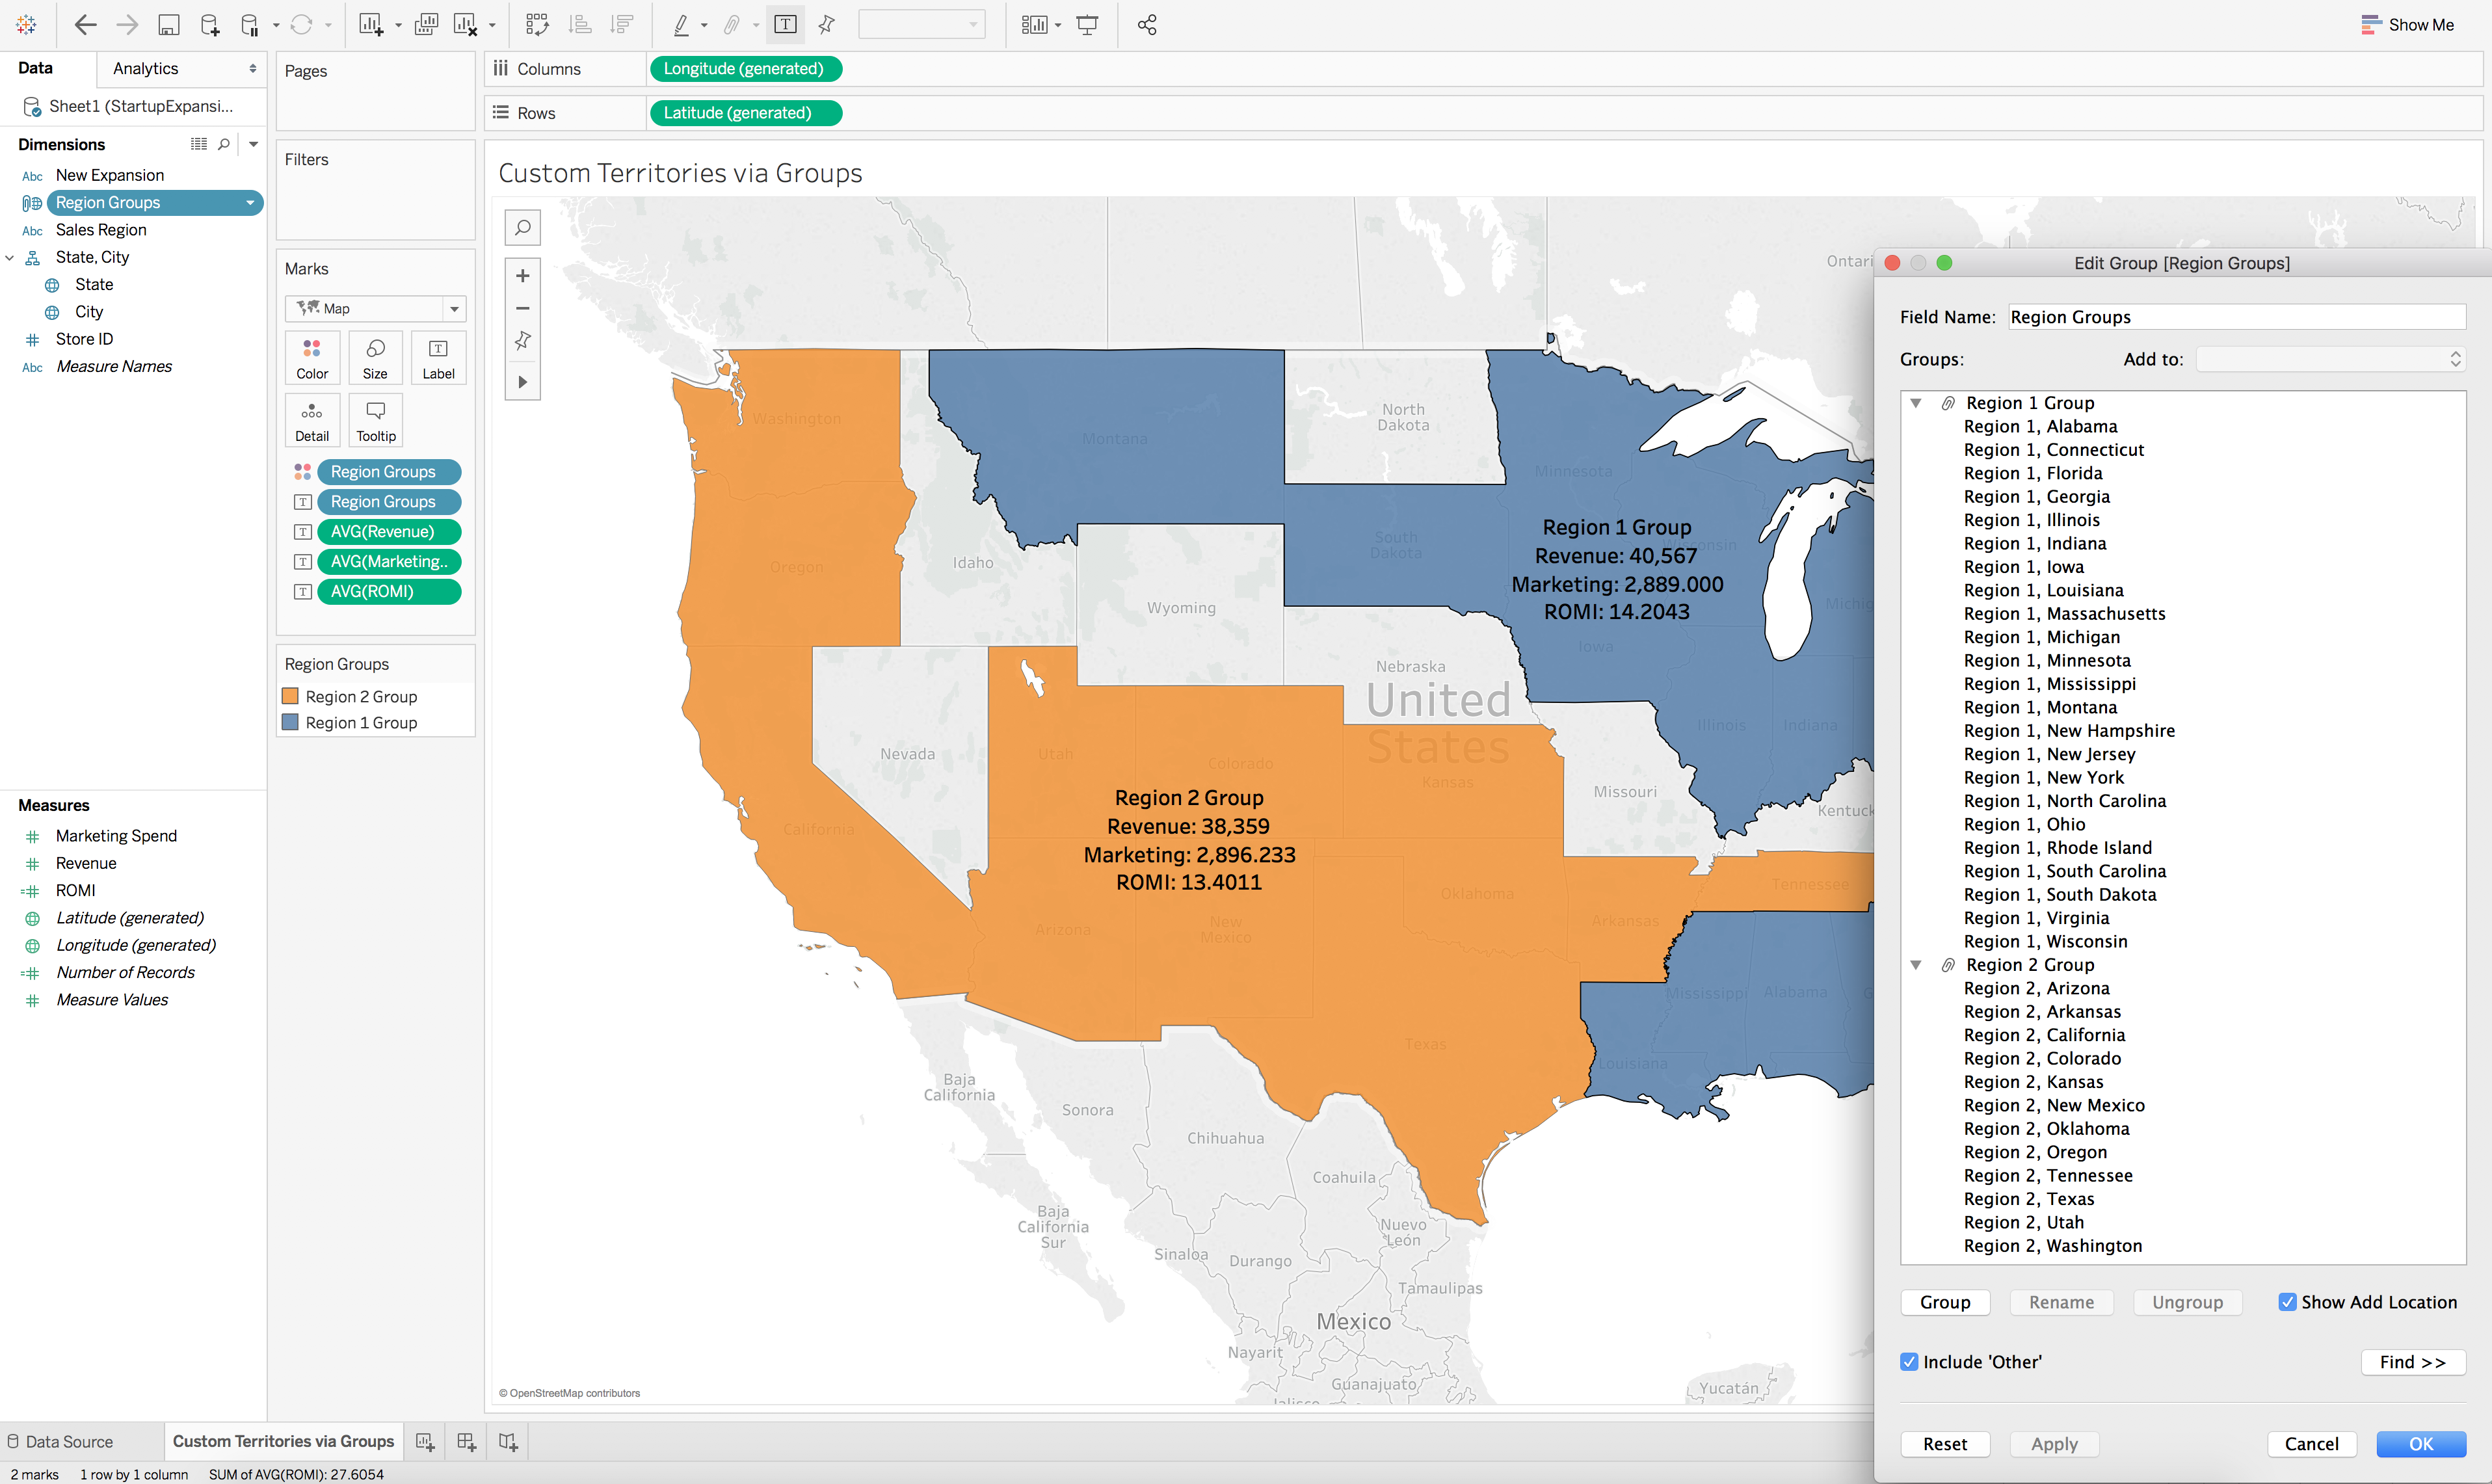 Show Me
Data
Analytics
Sheet1 (StartupExpansi...
Dimensions
Abc New Expansion
Region Groups
Abc Sales Region
State, City
State
City
Store ID
Abc Measure Names
Measures
Marketing Spend
Revenue
ROMI
Latitude (generated)
Longitude (generated)
Number of Records
Measure Values
Pages
Filters
Marks
Map
Color
Size
Label
Detail
Tooltip
Region Groups
Region Groups
AVG(Revenue)
AVG(Marketing..
AVG(ROMI)
Region Groups
Region 2 Group
Region 1 Group
Columns
Longitude (generated)
Rows
Latitude (generated)
Custom Territories via Groups
Ontari
Washington
Montana
North
Dakota
Minnesota
Oregon
Idaho
South
Dakota
Wisconsin
Region 1 Group
Revenue: 40,567
Marketing: 2,889.000
ROMI: 14.2043
Wyoming
Michig
Iowa
Nebraska
United
States
Nevada
Utah
Colorado
Kansas
Illinois
Indiana
Missouri
Kentuck
California
Region 2 Group
Revenue: 38,359
Marketing: 2,896.233
ROMI: 13.4011
Arizona
New
Mexico
Oklahoma
Arkansas
Tennessee
Mississippi
Alabama
G
Texas
Louisiana
Baja
California
Sonora
Chihuahua
Coahuila
Baja
California
Sur
Nuevo
León
Sinaloa
Durango
Tamaulipas
Mexico
Nayarit
Guanajuato
Jalisco
Yucatán
© OpenStreetMap contributors
Edit Group [Region Groups]
Field Name: Region Groups
Groups:
Add to:
Region 1 Group
Region 1, Alabama
Region 1, Connecticut
Region 1, Florida
Region 1, Georgia
Region 1, Illinois
Region 1, Indiana
Region 1, Iowa
Region 1, Louisiana
Region 1, Massachusetts
Region 1, Michigan
Region 1, Minnesota
Region 1, Mississippi
Region 1, Montana
Region 1, New Hampshire
Region 1, New Jersey
Region 1, New York
Region 1, North Carolina
Region 1, Ohio
Region 1, Rhode Island
Region 1, South Carolina
Region 1, South Dakota
Region 1, Virginia
Region 1, Wisconsin
Region 2 Group
Region 2, Arizona
Region 2, Arkansas
Region 2, California
Region 2, Colorado
Region 2, Kansas
Region 2, New Mexico
Region 2, Oklahoma
Region 2, Oregon
Region 2, Tennessee
Region 2, Texas
Region 2, Utah
Region 2, Washington
Group
Rename
Ungroup
Show Add Location
Include 'Other'
Find >>
Reset
Apply
Cancel
OK
Data Source
Custom Territories via Groups
2 marks
1 row by 1 column
SUM of AVG(ROMI): 27.6054